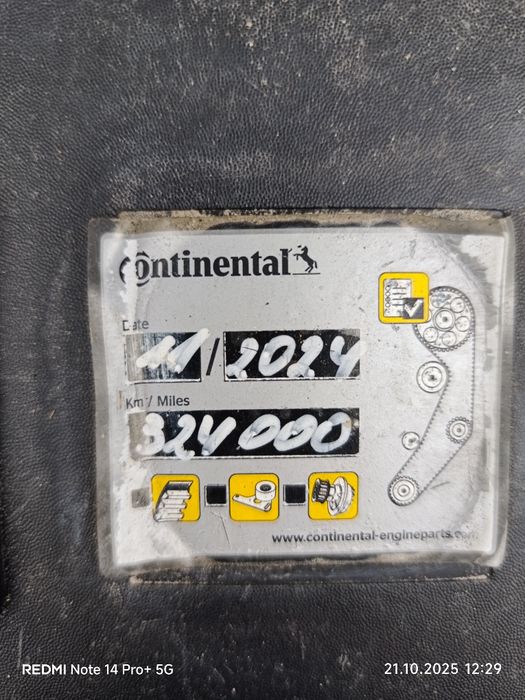 Continental
Date
11 / 2024
Km / Miles
324000
www.continental-engineparts.com
REDMI Note 14 Pro+ 5G
21.10.2025 12:29